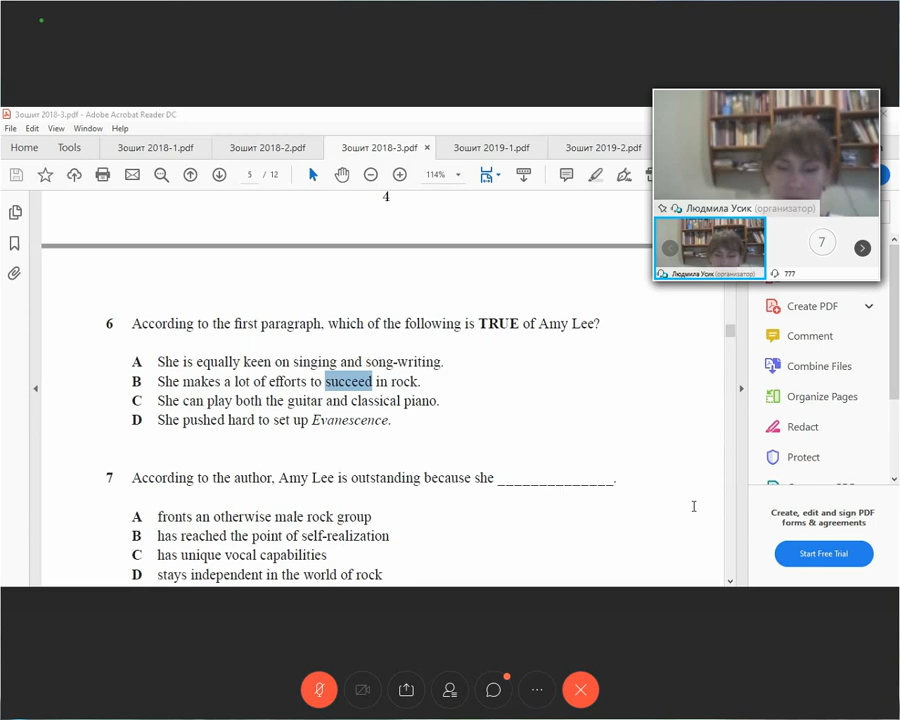 Зошит 2018-3.pdf - Adobe Acrobat Reader DC
File Edit View Window Help
Home Tools Зошит 2018-1.pdf Зошит 2018-2.pdf Зошит 2018-3.pdf × Зошит 2019-1.pdf Зошит 2019-2.pdf
5 / 12 114%
Людмила Усик (организатор)
7
Людмила Усик (организатор) 777
4
6 According to the first paragraph, which of the following is TRUE of Amy Lee?
A She is equally keen on singing and song-writing.
B She makes a lot of efforts to succeed in rock.
C She can play both the guitar and classical piano.
D She pushed hard to set up Evanescence.
7 According to the author, Amy Lee is outstanding because she ______________.
A fronts an otherwise male rock group
B has reached the point of self-realization
C has unique vocal capabilities
D stays independent in the world of rock
Create PDF
Comment
Combine Files
Organize Pages
Redact
Protect
Create, edit and sign PDF
forms & agreements
Start Free Trial